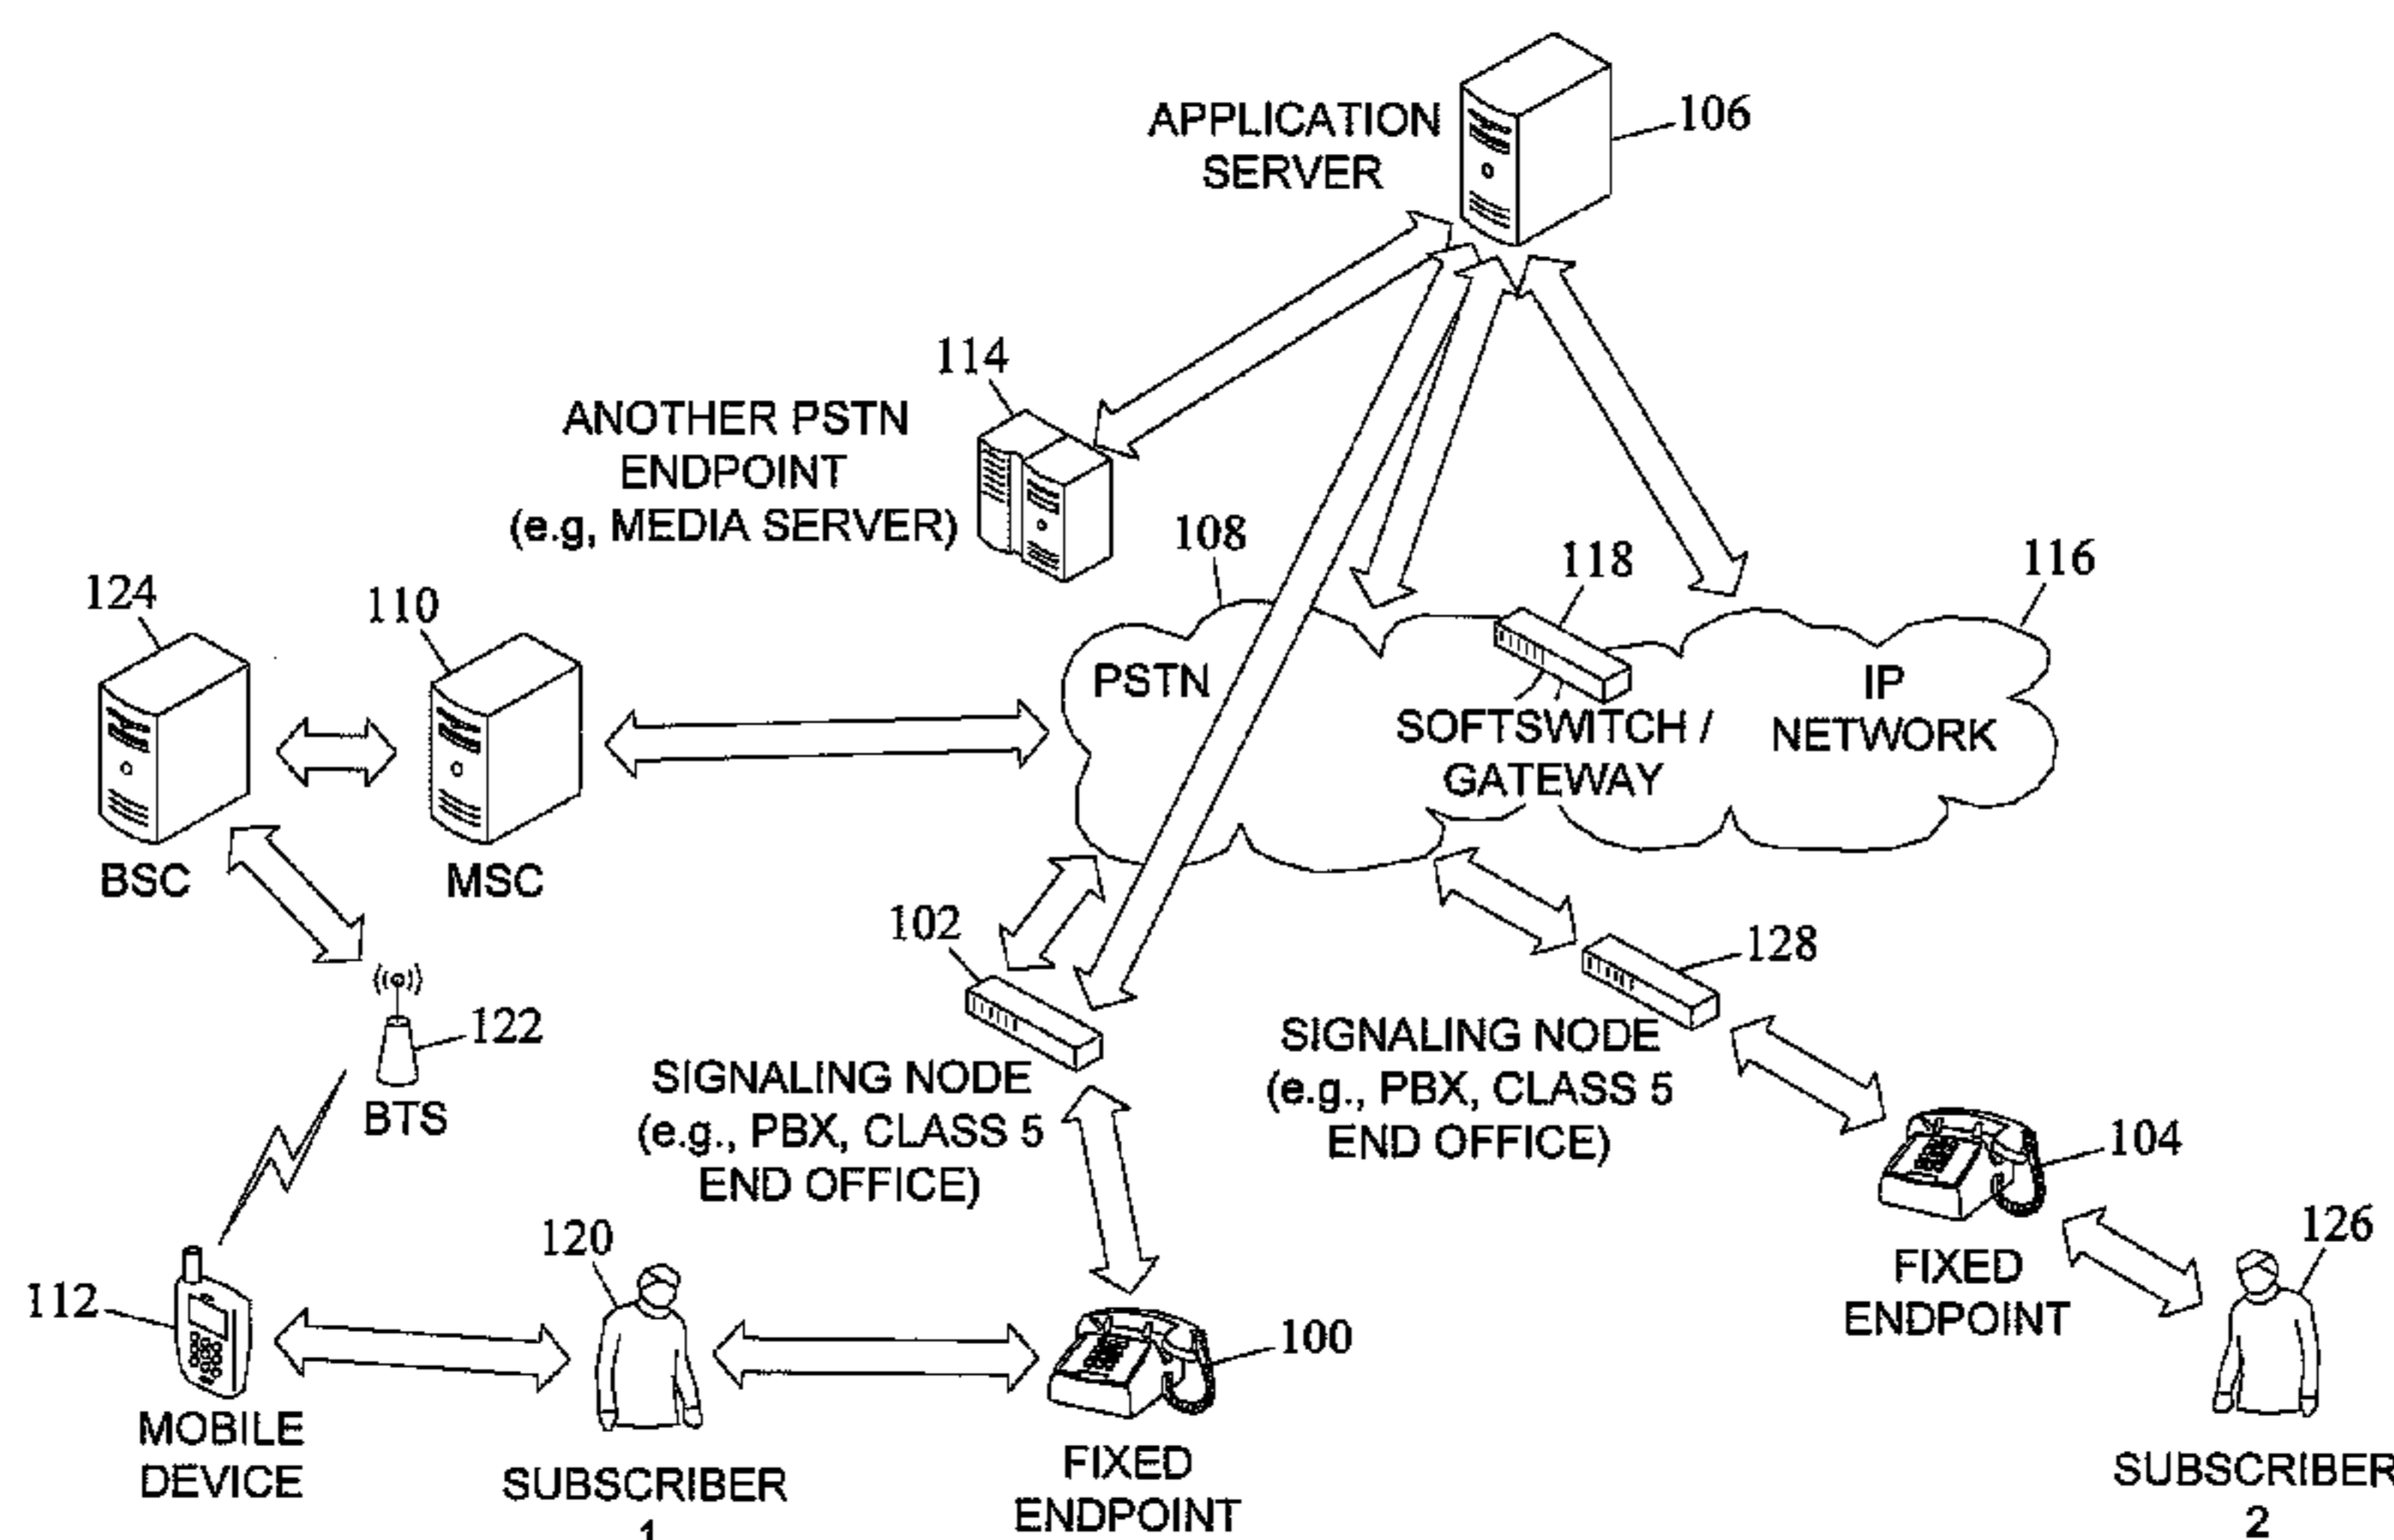 APPLICATION
SERVER
106
114
ANOTHER PSTN
ENDPOINT
(e.g, MEDIA SERVER)
108
118
116
124
110
PSTN
IP
NETWORK
SOFTSWITCH /
GATEWAY
BSC
MSC
102
128
122
BTS
SIGNALING NODE
(e.g., PBX, CLASS 5
END OFFICE)
SIGNALING NODE
(e.g., PBX, CLASS 5
END OFFICE)
104
120
126
112
FIXED
ENDPOINT
100
MOBILE
DEVICE
SUBSCRIBER
1
FIXED
ENDPOINT
SUBSCRIBER
2